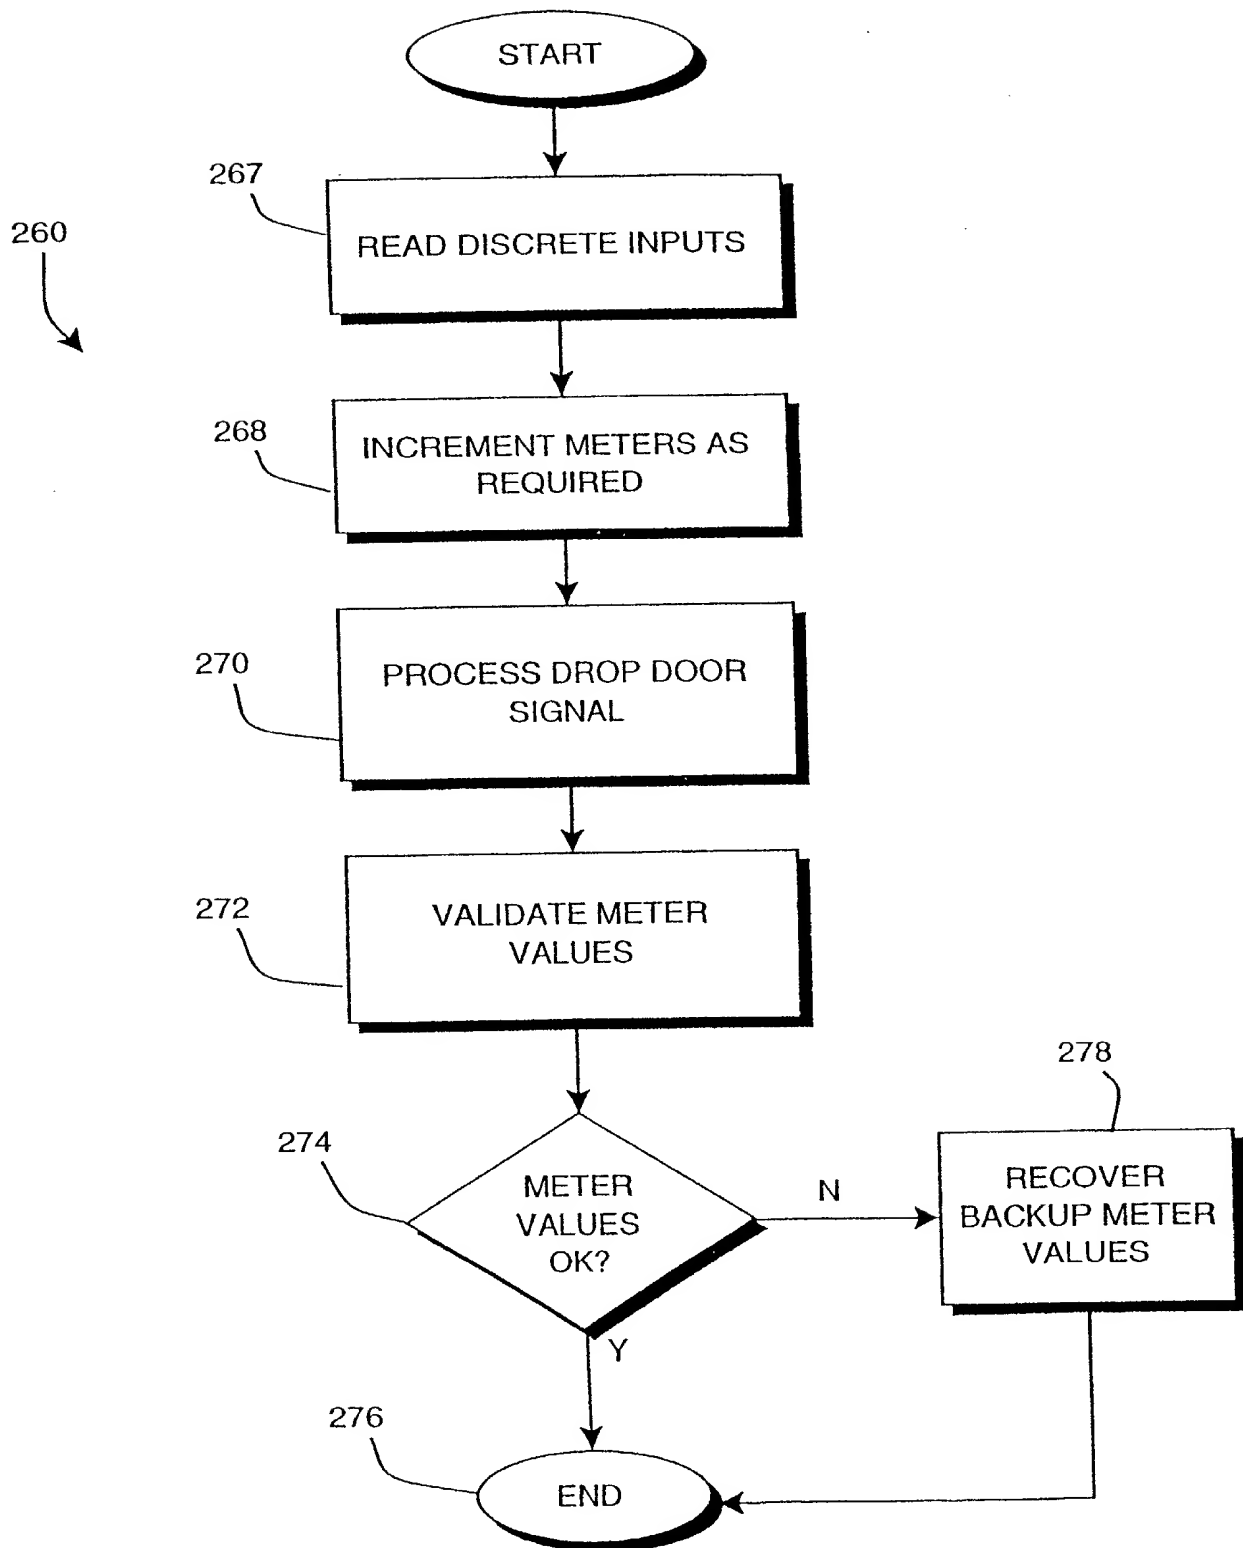 START
267
260
READ DISCRETE INPUTS
268
INCREMENT METERS AS
REQUIRED
270
PROCESS DROP DOOR
SIGNAL
272
VALIDATE METER
VALUES
278
274
METER
VALUES
OK?
N
RECOVER
BACKUP METER
VALUES
Y
276
END